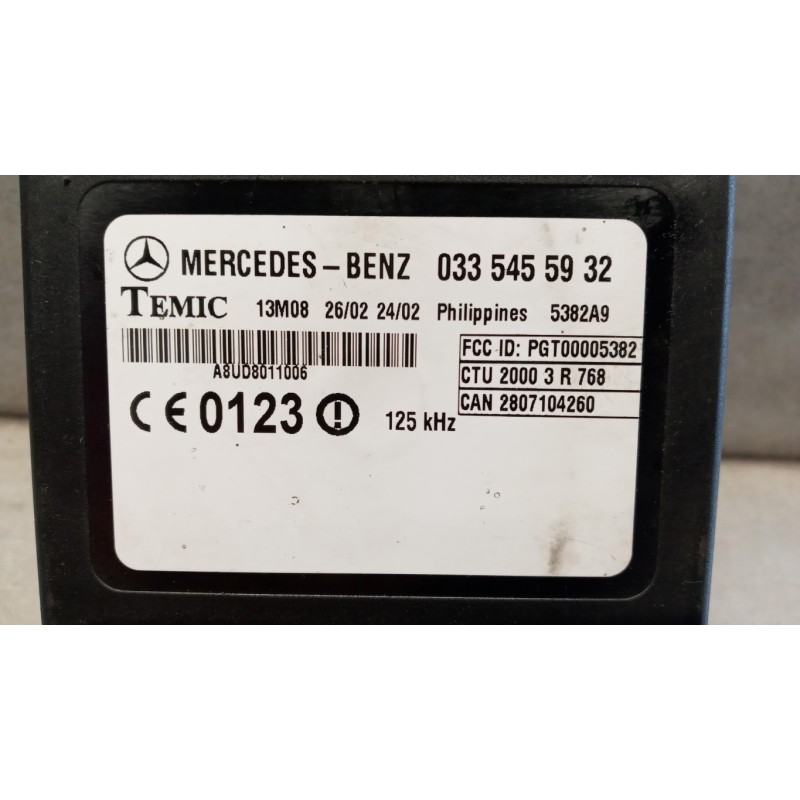 MERCEDES-BENZ 033 545 59 32
TEMIC 13M08 26/02 24/02 Philippines 5382A9
FCC ID: PGT00005382
A8UD8011006
CTU 2000 3 R 768
CAN 2807104260
CE 0123 125 kHz